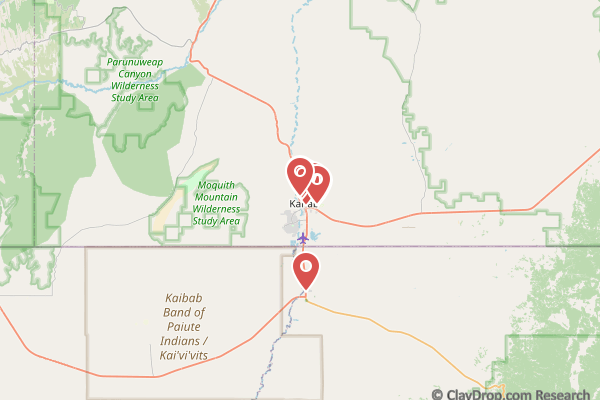 Parunuweap
Canyon
Wilderness
Study Area
Moquith
Mountain
Wilderness
Study Area
Kaibab
Band of
Paiute
Indians /
Kai'vi'vits
© ClayDrop.com Research